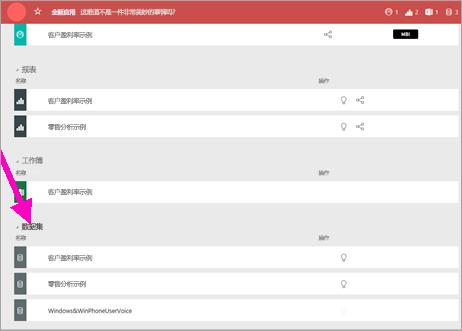 全新应用 这难道不是一件非常美妙的事情吗? 1 2 1 3
客户盈利率示例 MBI
报表
名称 操作
客户盈利率示例
零售分析示例
工作簿
名称 操作
客户盈利率示例
数据集
名称 操作
客户盈利率示例
零售分析示例
Windows&WinPhoneUserVoice